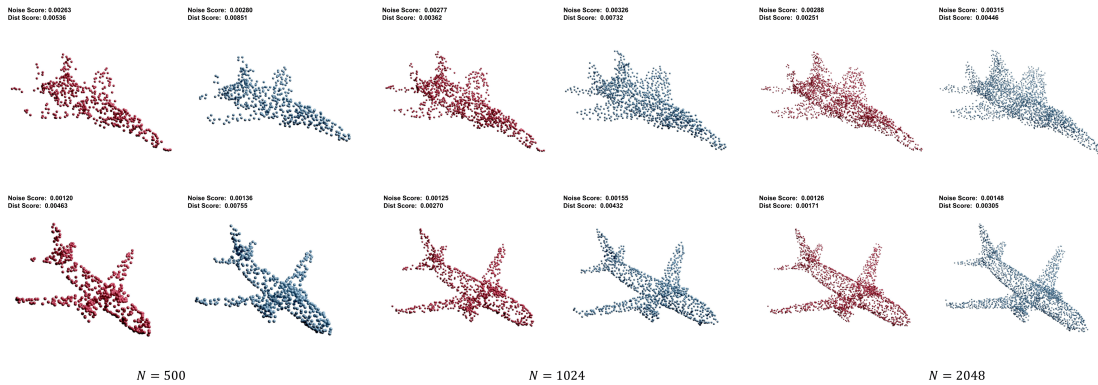 Noise Score: 0.00263
Dist Score: 0.00536
Noise Score: 0.00280
Dist Score: 0.00851
Noise Score: 0.00277
Dist Score: 0.00362
Noise Score: 0.00326
Dist Score: 0.00732
Noise Score: 0.00288
Dist Score: 0.00251
Noise Score: 0.00315
Dist Score: 0.00446
Noise Score: 0.00120
Dist Score: 0.00463
Noise Score: 0.00136
Dist Score: 0.00755
Noise Score: 0.00125
Dist Score: 0.00270
Noise Score: 0.00155
Dist Score: 0.00432
Noise Score: 0.00126
Dist Score: 0.00171
Noise Score: 0.00148
Dist Score: 0.00305
N = 500
N = 1024
N = 2048